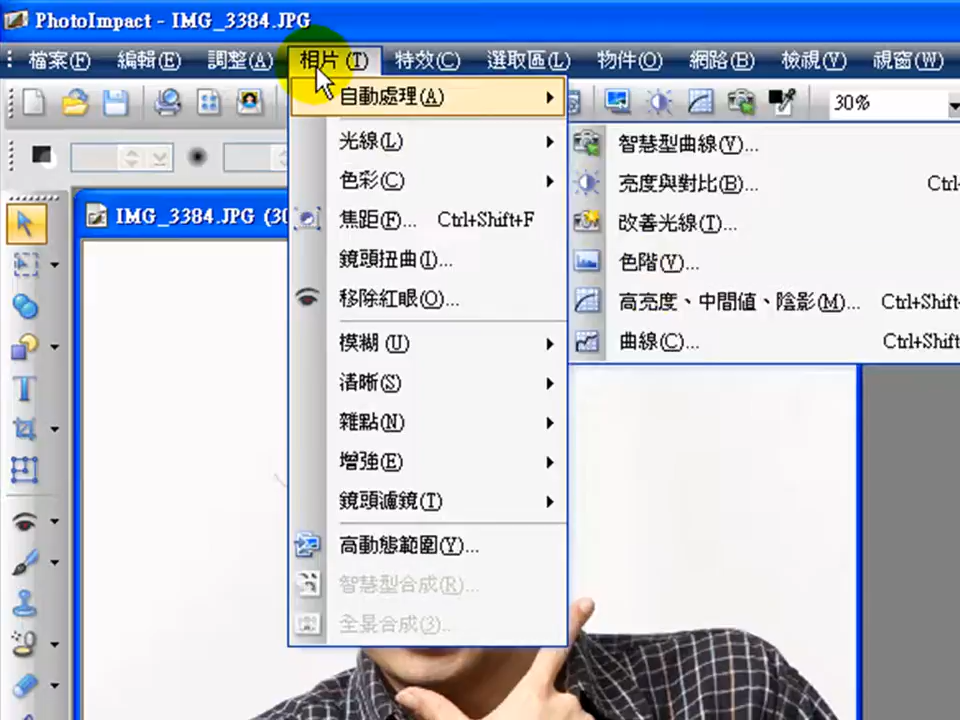 PhotoImpact - IMG_3384.JPG
檔案(F) 編輯(E) 調整(A) 相片(T) 特效(C) 選取區(L) 物件(O) 網路(B) 檢視(V) 視窗(W)
30%
IMG_3384.JPG (30
自動處理(A)
光線(L)
色彩(C)
焦距(F)... Ctrl+Shift+F
鏡頭扭曲(I)...
移除紅眼(O)...
模糊 (U)
清晰(S)
雜點(N)
增強(E)
鏡頭濾鏡(T)
高動態範圍(Y)...
智慧型合成(R)...
全景合成(3)..
智慧型曲線(V)...
亮度與對比(B)... Ctrl-
改善光線(T)...
色階(V)...
高亮度、中間值、陰影(M)... Ctrl+Shift-
曲線(C)... Ctrl+Shift